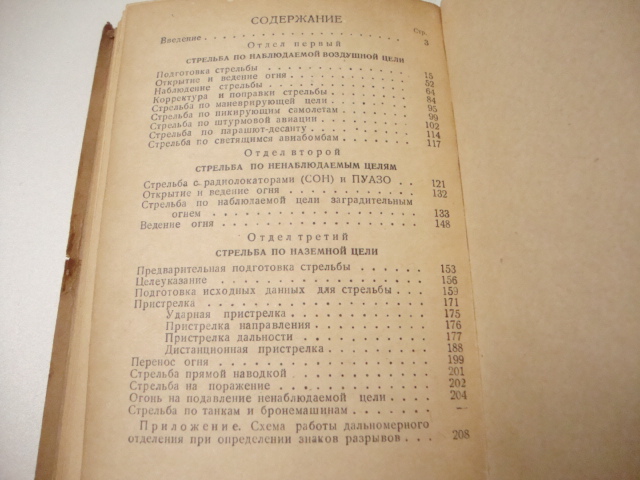 СОДЕРЖАНИЕ
Стр.
Введение . . . . . . . . . . . . . . . . 3
Отдел первый
СТРЕЛЬБА ПО НАБЛЮДАЕМОЙ ВОЗДУШНОЙ ЦЕЛИ
Подготовка стрельбы . . . . . . . . . . . . 15
Открытие и ведение огня . . . . . . . . . . 52
Наблюдение стрельбы . . . . . . . . . . . . 64
Корректура и поправки стрельбы . . . . . . . 84
Стрельба по маневрирующей цели . . . . . . . 95
Стрельба по пикирующим самолетам . . . . . . 99
Стрельба по штурмовой авиации . . . . . . . 102
Стрельба по парашют-десанту . . . . . . . . 114
Стрельба по светящимся авиабомбам . . . . . 117
Отдел второй
СТРЕЛЬБА ПО НЕНАБЛЮДАЕМЫМ ЦЕЛЯМ
Стрельба с радиолокаторами (СОН) и ПУАЗО . . 121
Открытие и ведение огня . . . . . . . . . . 132
Стрельба по наблюдаемой цели заградительным
огнем . . . . . . . . . . . . . . . . 133
Ведение огня . . . . . . . . . . . . . . . 148
Отдел третий
СТРЕЛЬБА ПО НАЗЕМНОЙ ЦЕЛИ
Предварительная подготовка стрельбы . . . . . 153
Целеуказание . . . . . . . . . . . . . . . 156
Подготовка исходных данных для стрельбы . . . 159
Пристрелка . . . . . . . . . . . . . . . . 171
Ударная пристрелка . . . . . . . . . . . 175
Пристрелка направления . . . . . . . . . 176
Пристрелка дальности . . . . . . . . . . 177
Дистанционная пристрелка . . . . . . . . 188
Перенос огня . . . . . . . . . . . . . . . 199
Стрельба прямой наводкой . . . . . . . . . . 201
Стрельба на поражение . . . . . . . . . . . 202
Огонь на подавление ненаблюдаемой цели . . . . 204
Стрельба по танкам и бронемашинам . . . . . . —
Приложение. Схема работы дальномерного
отделения при определении знаков разрывов . . . 208